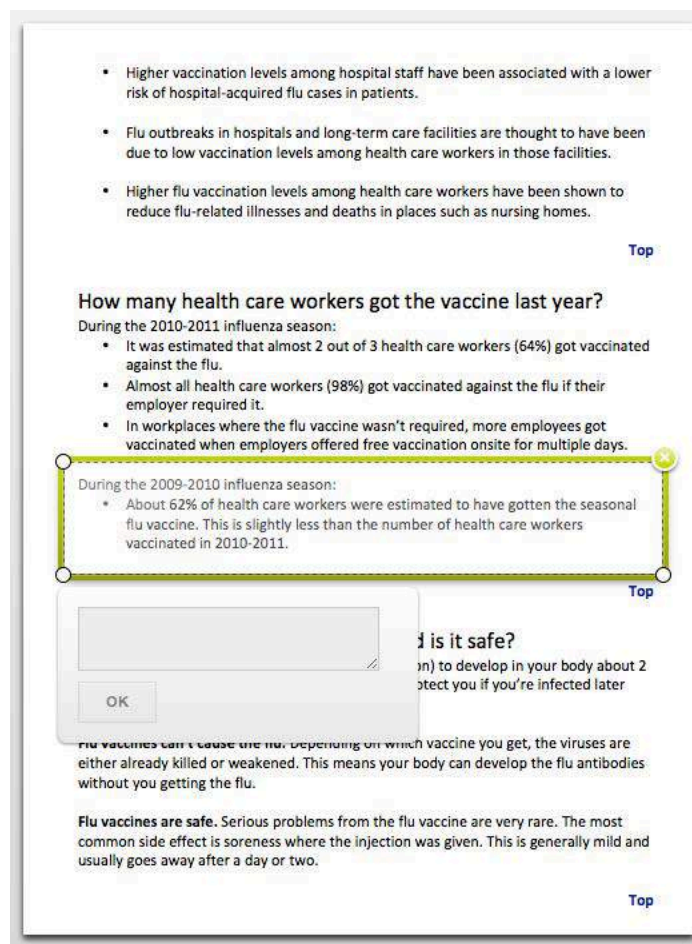 • Higher vaccination levels among hospital staff have been associated with a lower
risk of hospital-acquired flu cases in patients.
• Flu outbreaks in hospitals and long-term care facilities are thought to have been
due to low vaccination levels among health care workers in those facilities.
• Higher flu vaccination levels among health care workers have been shown to
reduce flu-related illnesses and deaths in places such as nursing homes.
Top
How many health care workers got the vaccine last year?
During the 2010-2011 influenza season:
• It was estimated that almost 2 out of 3 health care workers (64%) got vaccinated
against the flu.
• Almost all health care workers (98%) got vaccinated against the flu if their
employer required it.
• In workplaces where the flu vaccine wasn't required, more employees got
vaccinated when employers offered free vaccination onsite for multiple days.
During the 2009-2010 influenza season:
• About 62% of health care workers were estimated to have gotten the seasonal
flu vaccine. This is slightly less than the number of health care workers
vaccinated in 2010-2011.
Top
is it safe?
to develop in your body about 2
you if you're infected later
OK
Flu vaccines can't cause the flu. Depending on which vaccine you get, the viruses are
either already killed or weakened. This means your body can develop the flu antibodies
without you getting the flu.
Flu vaccines are safe. Serious problems from the flu vaccine are very rare. The most
common side effect is soreness where the injection was given. This is generally mild and
usually goes away after a day or two.
Top